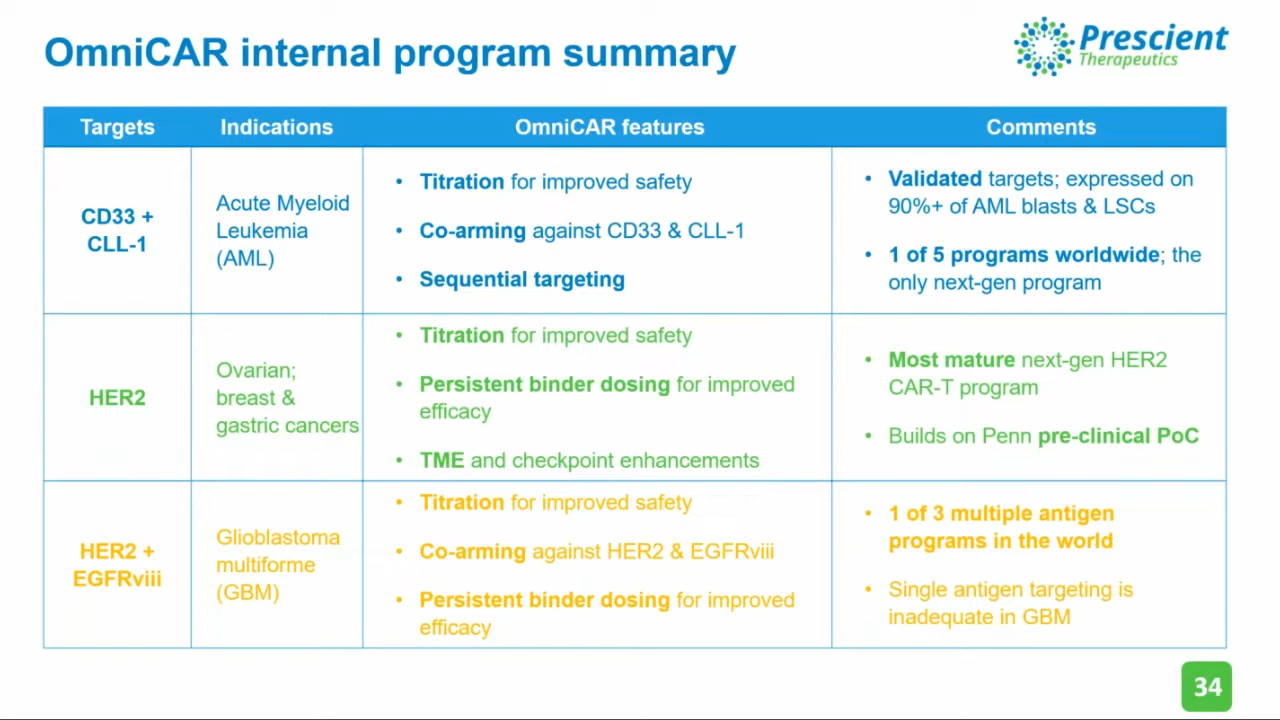 OmniCAR internal program summary
Prescient
Therapeutics
Targets
Indications
OmniCAR features
Comments
CD33 +
CLL-1
Acute Myeloid
Leukemia
(AML)
• Titration for improved safety
• Co-arming against CD33 & CLL-1
• Sequential targeting
• Validated targets; expressed on
90%+ of AML blasts & LSCs
• 1 of 5 programs worldwide; the
only next-gen program
HER2
Ovarian;
breast &
gastric cancers
• Titration for improved safety
• Persistent binder dosing for improved
efficacy
• TME and checkpoint enhancements
• Most mature next-gen HER2
CAR-T program
• Builds on Penn pre-clinical PoC
HER2 +
EGFRviii
Glioblastoma
multiforme
(GBM)
• Titration for improved safety
• Co-arming against HER2 & EGFRviii
• Persistent binder dosing for improved
efficacy
• 1 of 3 multiple antigen
programs in the world
• Single antigen targeting is
inadequate in GBM
34